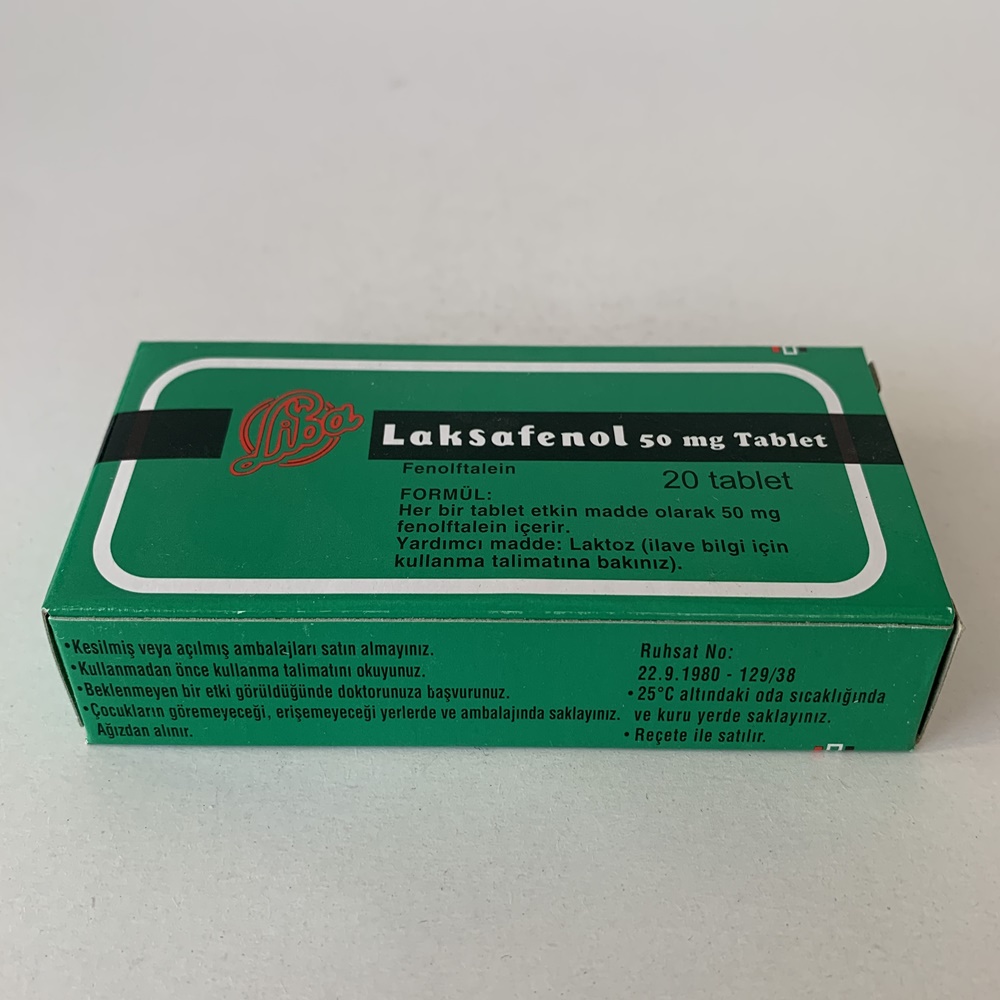 LiBa
Laksafenol 50 mg Tablet
Fenolftalein
20 tablet
FORMÜL:
Her bir tablet etkin madde olarak 50 mg
fenolftalein içerir.
Yardımcı madde: Laktoz (ilave bilgi için
kullanma talimatına bakınız).
•Kesilmiş veya açılmış ambalajları satın almayınız.
•Kullanmadan önce kullanma talimatını okuyunuz.
•Beklenmeyen bir etki görüldüğünde doktorunuza başvurunuz.
•Çocukların göremeyeceği, erişemeyeceği yerlerde ve ambalajında saklayınız.
Ağızdan alınır.
Ruhsat No:
22.9.1980 - 129/38
•25°C altındaki oda sıcaklığında
ve kuru yerde saklayınız.
•Reçete ile satılır.